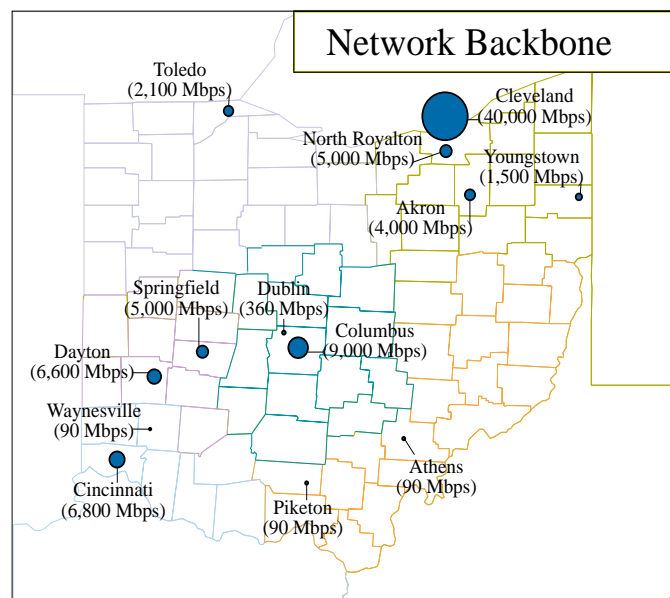 Network Backbone
Toledo
(2,100 Mbps)
Cleveland
(40,000 Mbps)
North Royalton
(5,000 Mbps)
Youngstown
(1,500 Mbps)
Akron
(4,000 Mbps)
Springfield
(5,000 Mbps)
Dublin
(360 Mbps)
Columbus
(9,000 Mbps)
Dayton
(6,600 Mbps)
Waynesville
(90 Mbps)
Athens
(90 Mbps)
Cincinnati
(6,800 Mbps)
Piketon
(90 Mbps)